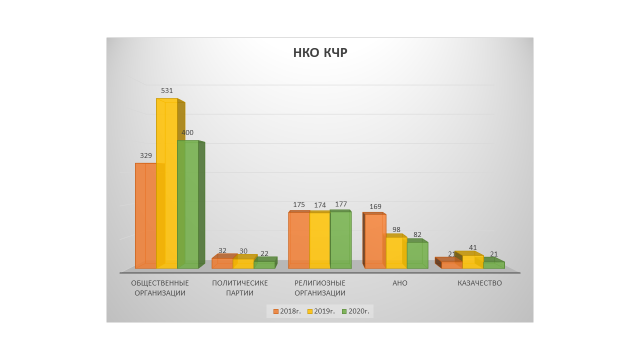 НКО КЧР
531
400
329
175 174 177
169
98
82
32 30 22
21 41 21
ОБЩЕСТВЕННЫЕ ОРГАНИЗАЦИИ
ПОЛИТИЧЕСИКЕ ПАРТИИ
РЕЛИГИОЗНЫЕ ОРГАНИЗАЦИИ
АНО
КАЗАЧЕСТВО
2018г. 2019г. 2020г.